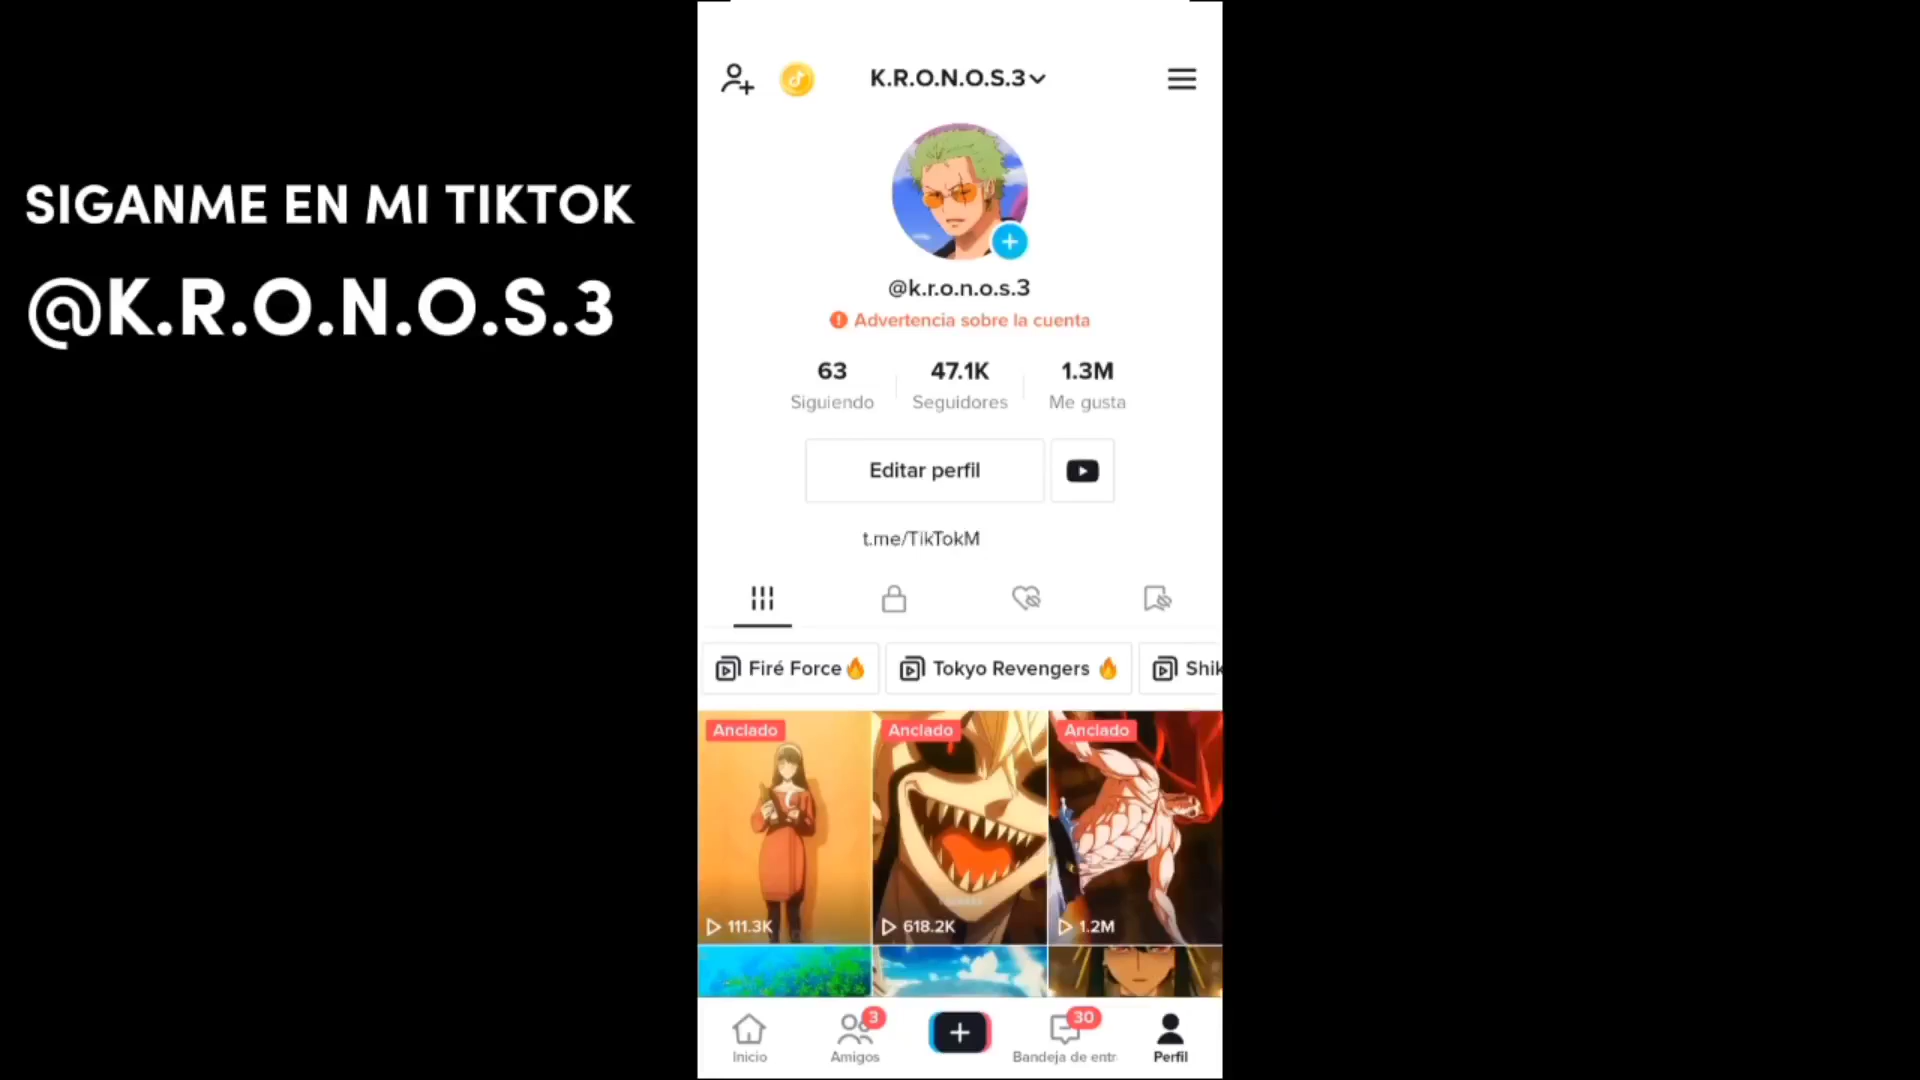 SIGANME EN MI TIKTOK
@K.R.O.N.O.S.3
K.R.O.N.O.S.3
@k.r.o.n.o.s.3
Advertencia sobre la cuenta
63 47.1K 1.3M
Siguiendo Seguidores Me gusta
Editar perfil
t.me/TikTokM
Firé Force🔥 Tokyo Revengers 🔥 Shik
Anclado Anclado Anclado
111.3K 618.2K 1.2M
3 30
Inicio Amigos Bandeja de entr Perfil